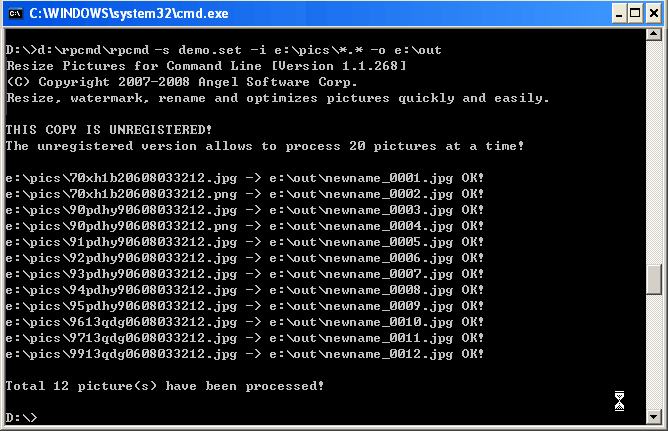 C:\WINDOWS\system32\cmd.exe
D:\>d:\rpcmd\rpcmd -s demo.set -i e:\pics\*.* -o e:\out
Resize Pictures for Command Line [Version 1.1.268]
(C) Copyright 2007-2008 Angel Software Corp.
Resize, watermark, rename and optimizes pictures quickly and easily.
THIS COPY IS UNREGISTERED!
The unregistered version allows to process 20 pictures at a time!
e:\pics\70xh1b20608033212.jpg -> e:\out\newname_0001.jpg OK!
e:\pics\70xh1b20608033212.png -> e:\out\newname_0002.jpg OK!
e:\pics\90pdhy90608033212.jpg -> e:\out\newname_0003.jpg OK!
e:\pics\90pdhy90608033212.png -> e:\out\newname_0004.jpg OK!
e:\pics\91pdhy90608033212.jpg -> e:\out\newname_0005.jpg OK!
e:\pics\92pdhy90608033212.jpg -> e:\out\newname_0006.jpg OK!
e:\pics\93pdhy90608033212.jpg -> e:\out\newname_0007.jpg OK!
e:\pics\94pdhy90608033212.jpg -> e:\out\newname_0008.jpg OK!
e:\pics\95pdhy90608033212.jpg -> e:\out\newname_0009.jpg OK!
e:\pics\9613qdg0608033212.jpg -> e:\out\newname_0010.jpg OK!
e:\pics\9713qdg0608033212.jpg -> e:\out\newname_0011.jpg OK!
e:\pics\9913qdg0608033212.jpg -> e:\out\newname_0012.jpg OK!
Total 12 picture(s) have been processed!
D:\>